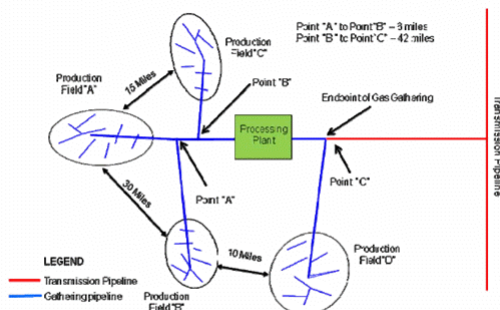 Production
Field "C"
Point "A" to Point "B" – 6 miles
Point "B" to Point "C" – 42 miles
Production
Field "A"
15 Miles
Point "B"
Endpoint of Gas Gathering
Processing
Plant
Transmission Pipeline
Point "A"
Point "C"
30 Miles
10 Miles
Production
Field "D"
LEGEND
Transmission Pipeline
Gathering pipeline
Production
Field "B"